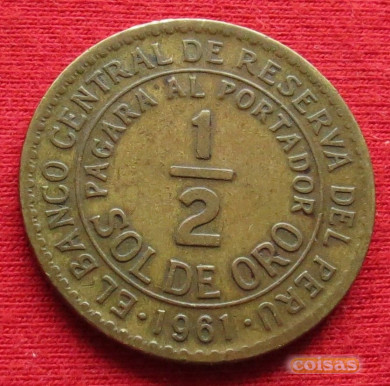 EL BANCO CENTRAL DE RESERVA DEL PERU
PAGARA AL PORTADOR
1/2
SOL DE ORO
· 1961 ·
coisas